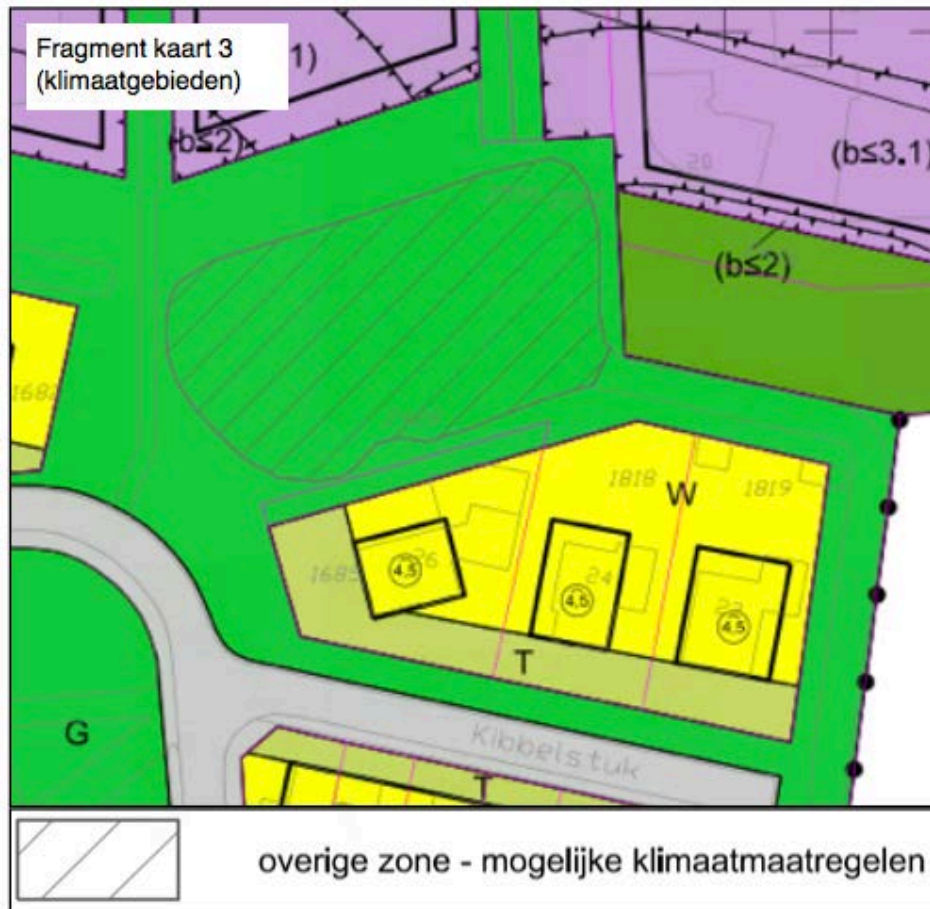 Fragment kaart 3
(klimaatgebieden)
1)
(b≤2)
20
(b≤3.1)
(b≤2)
1682
1818
W
1819
1685
26
4.5
24
4.5
4.5
T
G
Kibbelstuk
T
overige zone - mogelijke klimaatmaatregelen